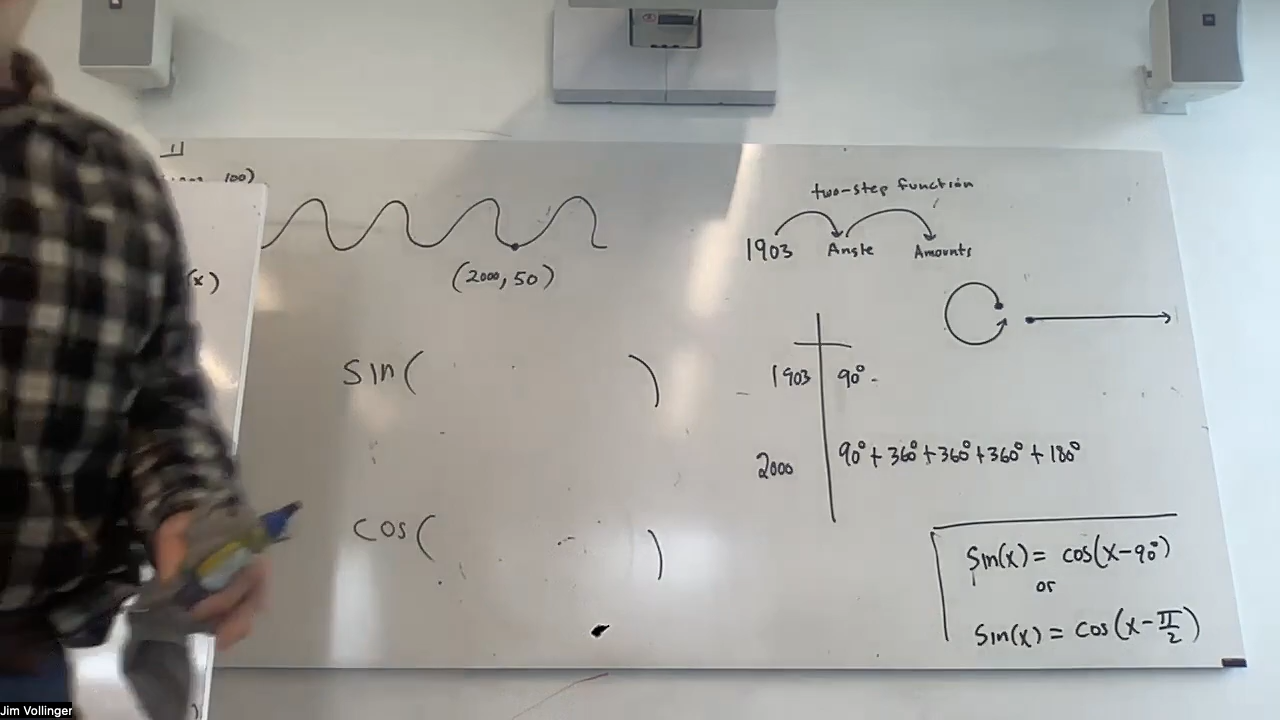 100)
(x)
(2000, 50)
sin(          )
cos(          )
two-step function
1903 Angle Amounts
1903 90°
2000 90°+360°+360°+360°+180°
Sin(x) = cos(x-90°)
or
Sin(x) = cos(x-π/2)
Jim Vollinger